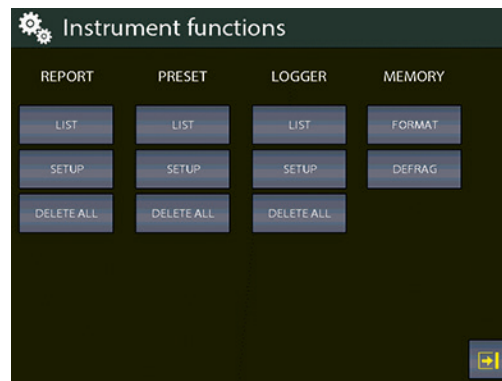 Instrument functions
REPORT PRESET LOGGER MEMORY
LIST LIST LIST FORMAT
SETUP SETUP SETUP DEFRAG
DELETE ALL DELETE ALL DELETE ALL